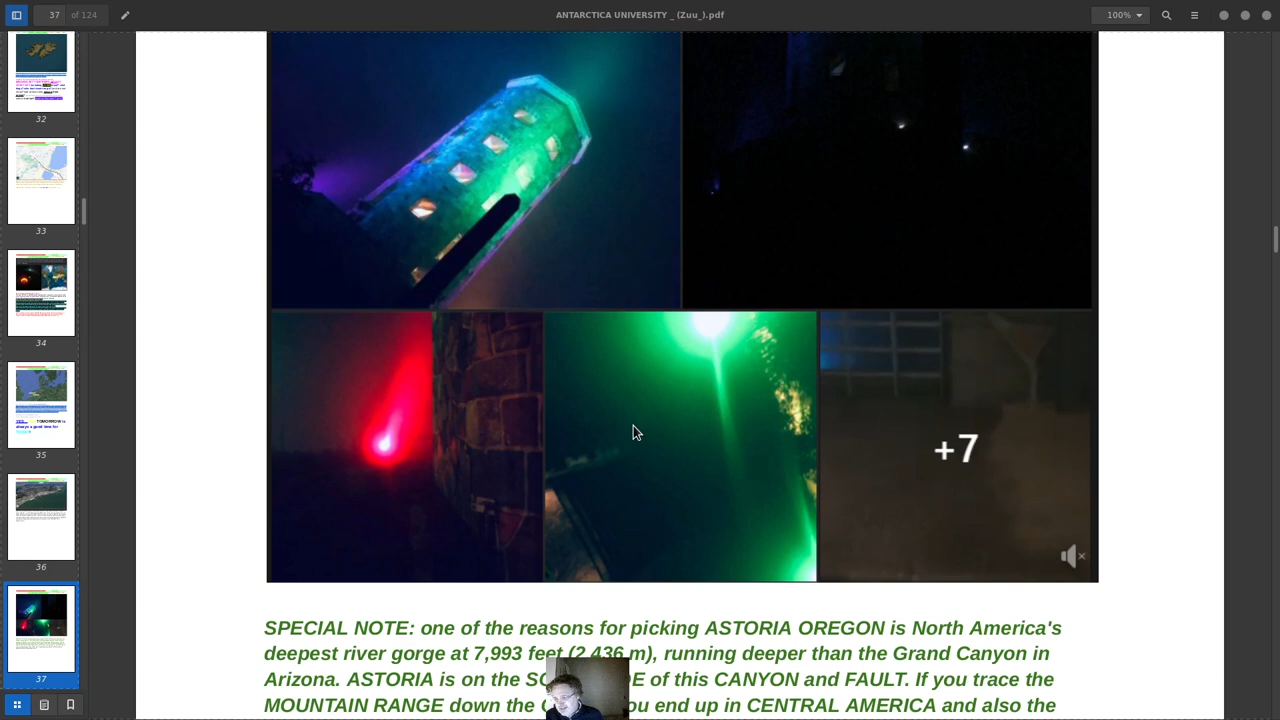 37 of 124
ANTARCTICA UNIVERSITY _ (Zuu_).pdf
100%
32
33
34
35
36
37
+7
SPECIAL NOTE: one of the reasons for picking ASTORIA OREGON is North America's
deepest river gorge at 7,993 feet (2,436 m), running deeper than the Grand Canyon in
Arizona. ASTORIA is on the of this CANYON and FAULT. If you trace the
MOUNTAIN RANGE down the you end up in CENTRAL AMERICA and also the